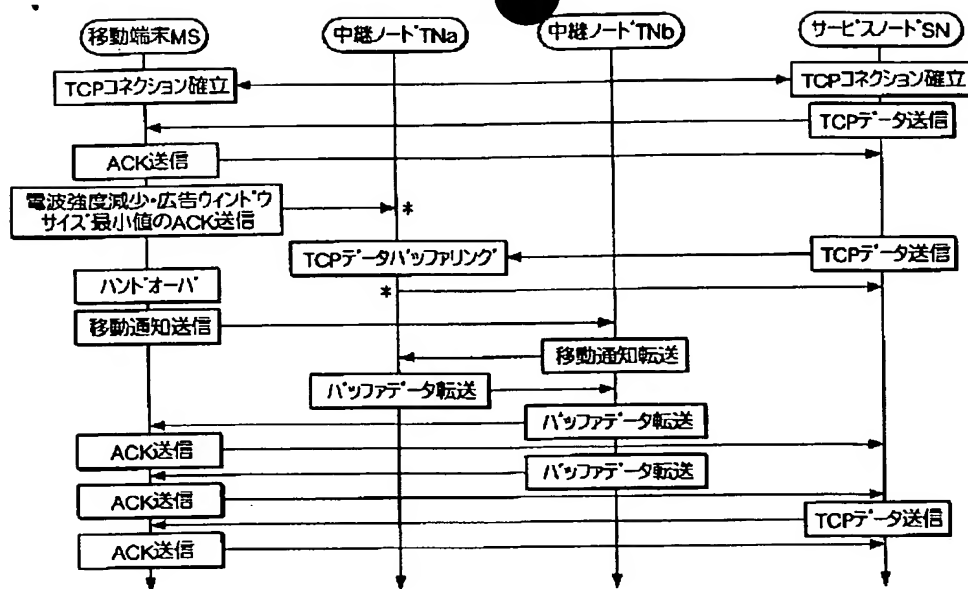 移動端末MS
中継ノードTNa
中継ノードTNb
サービスノードSN
TCPコネクション確立
TCPコネクション確立
TCPデータ送信
ACK送信
電波強度減少・広告ウィンドウ
サイズ最小値のACK送信
*
TCPデータバッファリング
TCPデータ送信
ハンドオーバ
*
移動通知送信
移動通知転送
バッファデータ転送
バッファデータ転送
ACK送信
バッファデータ転送
ACK送信
TCPデータ送信
ACK送信